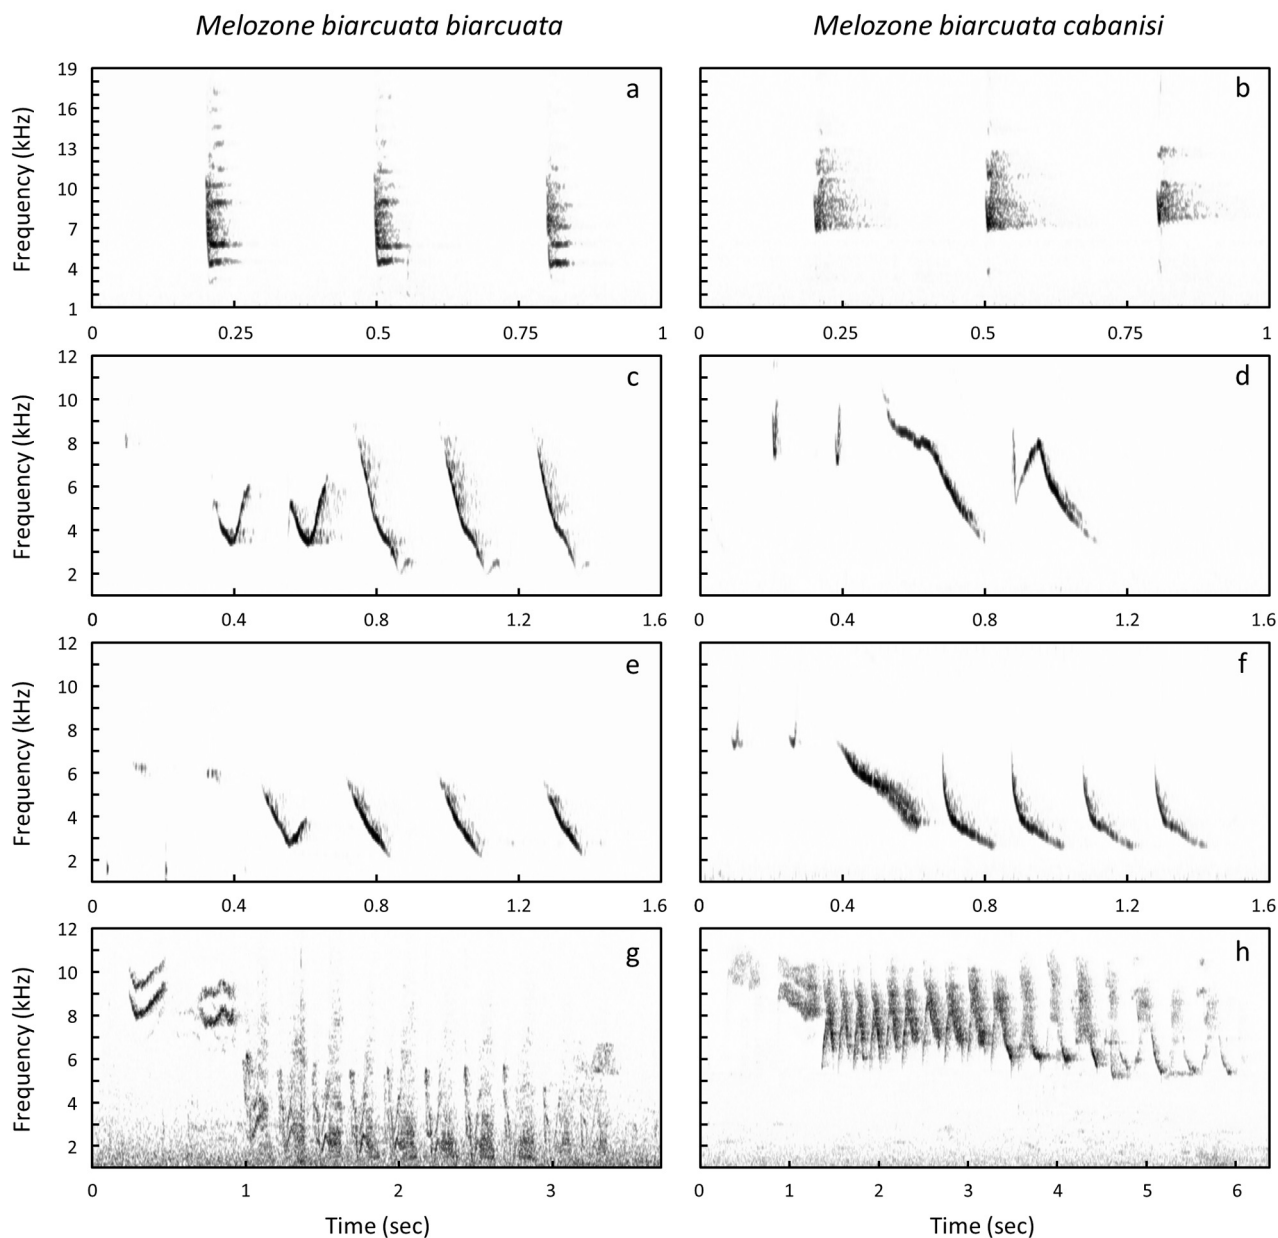 Melozone biarcuata biarcuata Melozone biarcuata cabanisi
Frequency (kHz)
19
16
13
10
7
4
1
a
b
0 0.25 0.5 0.75 1
0 0.25 0.5 0.75 1
Frequency (kHz)
12
10
8
6
4
2
c
d
0 0.4 0.8 1.2 1.6
0 0.4 0.8 1.2 1.6
Frequency (kHz)
12
10
8
6
4
2
e
f
0 0.4 0.8 1.2 1.6
0 0.4 0.8 1.2 1.6
Frequency (kHz)
12
10
8
6
4
2
g
h
0 1 2 3
0 1 2 3 4 5 6
Time (sec) Time (sec)